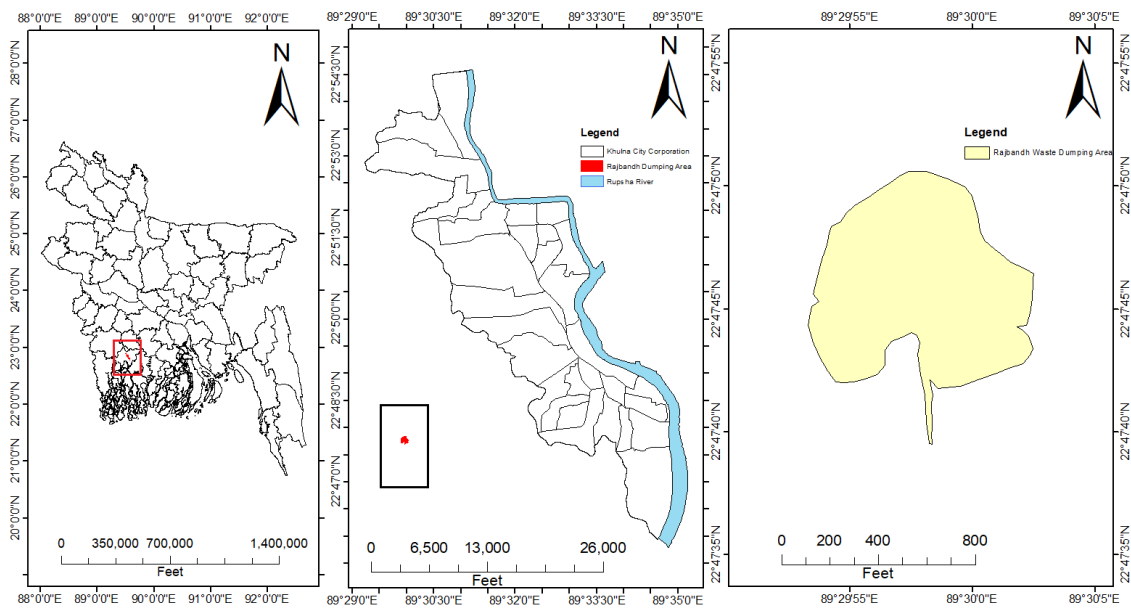 88°0'0"E 89°0'0"E 90°0'0"E 91°0'0"E 92°0'0"E
28°0'0"N
27°0'0"N
26°0'0"N
25°0'0"N
24°0'0"N
23°0'0"N
22°0'0"N
21°0'0"N
20°0'0"N
N
0 350,000 700,000 1,400,000
Feet
88°0'0"E 89°0'0"E 90°0'0"E 91°0'0"E 92°0'0"E
89°29'0"E 89°30'30"E 89°32'0"E 89°33'30"E 89°35'0"E
22°54'30"N
22°53'0"N
22°51'30"N
22°50'0"N
22°48'30"N
22°47'0"N
N
Legend
Khulna City Corporation
Rajbandh Dumping Area
Rupsha River
0 6,500 13,000 26,000
Feet
89°29'0"E 89°30'30"E 89°32'0"E 89°33'30"E 89°35'0"E
89°29'55"E 89°30'0"E 89°30'5"E
22°47'55"N
22°47'50"N
22°47'45"N
22°47'40"N
22°47'35"N
N
Legend
Rajbandh Waste Dumping Area
0 200 400 600 800
Feet
22°47'55"N
22°47'50"N
22°47'45"N
22°47'40"N
22°47'35"N
89°29'55"E 89°30'0"E 89°30'5"E